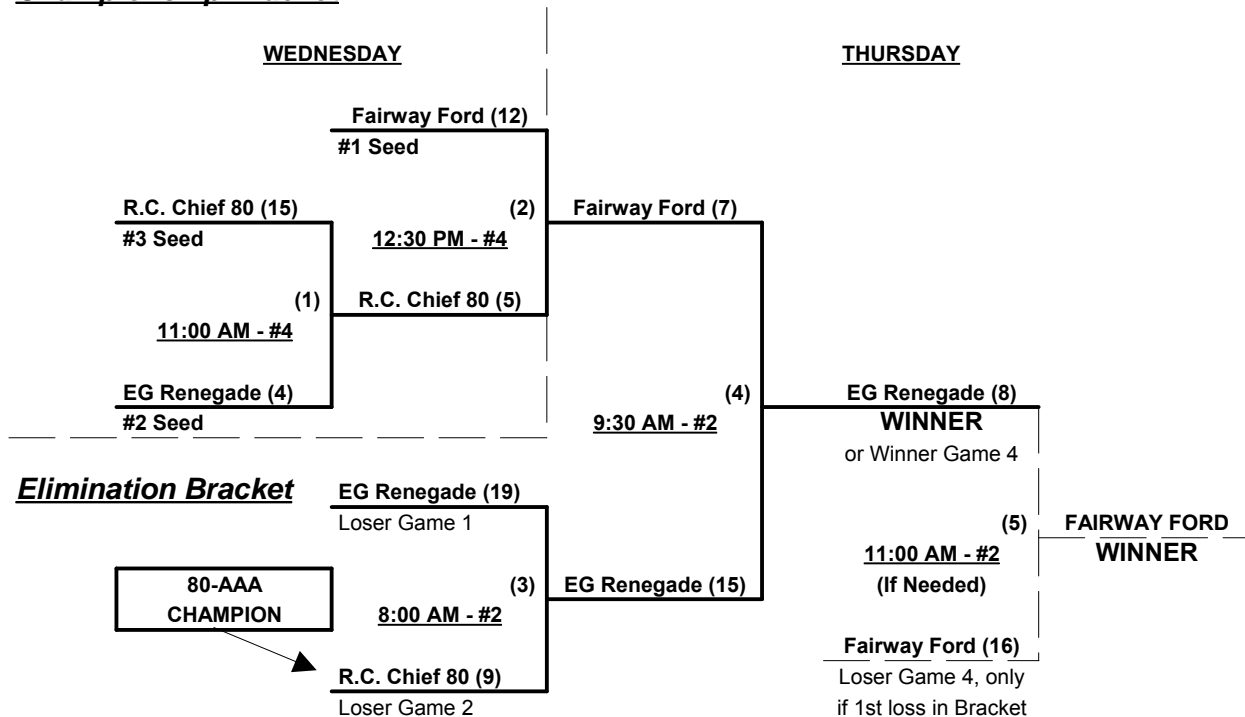 WEDNESDAY
THURSDAY
Fairway Ford (12)
#1 Seed
R.C. Chief 80 (15)
#3 Seed
(2)
12:30 PM - #4
Fairway Ford (7)
(1)
11:00 AM - #4
R.C. Chief 80 (5)
EG Renegade (4)
#2 Seed
(4)
9:30 AM - #2
EG Renegade (8)
WINNER
or Winner Game 4
Elimination Bracket
EG Renegade (19)
Loser Game 1
(5)
11:00 AM - #2
(If Needed)
FAIRWAY FORD
WINNER
80-AAA
CHAMPION
(3)
8:00 AM - #2
EG Renegade (15)
R.C. Chief 80 (9)
Loser Game 2
Fairway Ford (16)
Loser Game 4, only
if 1st loss in Bracket